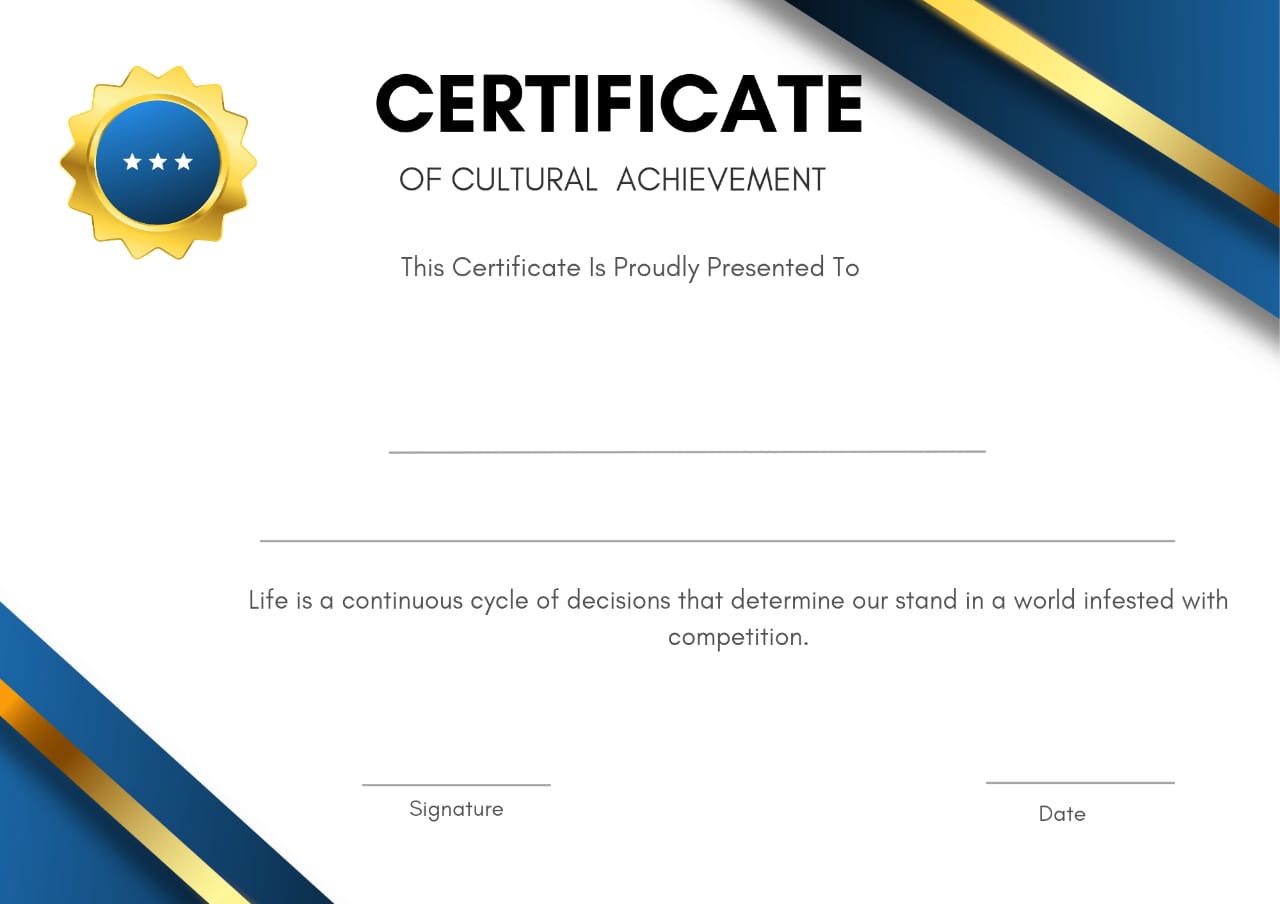 CERTIFICATE
OF CULTURAL  ACHIEVEMENT
This Certificate Is Proudly Presented To
Life is a continuous cycle of decisions that determine our stand in a world infested with
competition.
Signature
Date